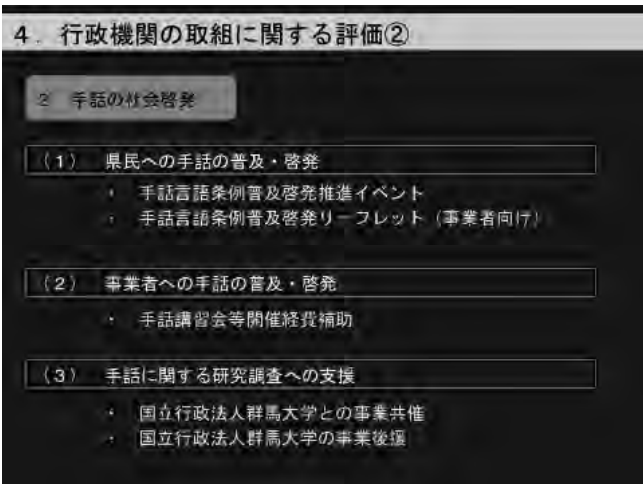 4. 行政機関の取組に関する評価②
2 手話の社会啓発
(1) 県民への手話の普及・啓発
・ 手話言語条例普及啓発推進イベント
・ 手話言語条例普及啓発リーフレット(事業者向け)
(2) 事業者への手話の普及・啓発
・ 手話講習会等開催経費補助
(3) 手話に関する研究調査への支援
・ 国立行政法人群馬大学との事業共催
・ 国立行政法人群馬大学の事業後援